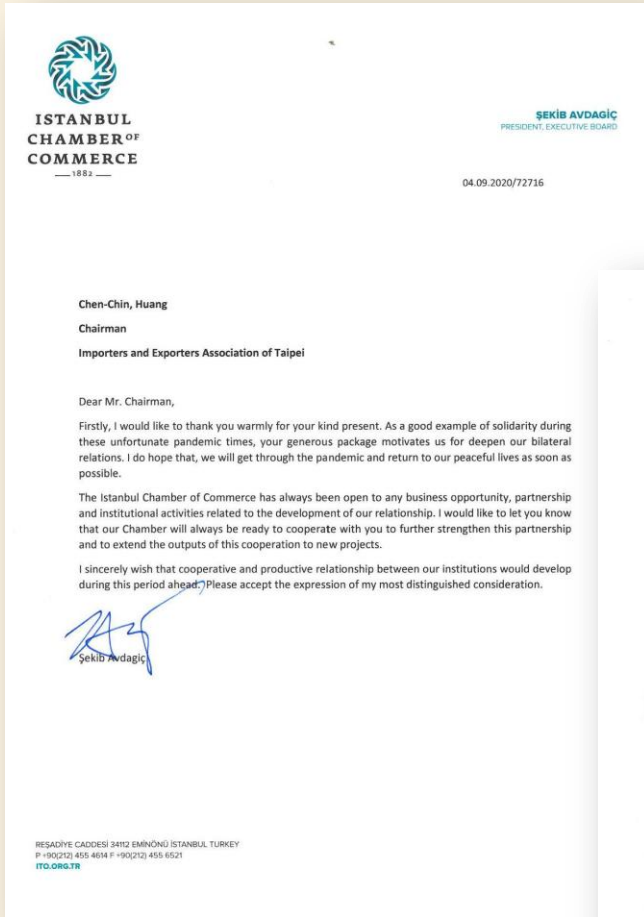 ISTANBUL
CHAMBER OF
COMMERCE
1882
ŞEKİB AVDAGİÇ
PRESIDENT, EXECUTIVE BOARD
04.09.2020/72716
Chen-Chin, Huang
Chairman
Importers and Exporters Association of Taipei
Dear Mr. Chairman,
Firstly, I would like to thank you warmly for your kind present. As a good example of solidarity during
these unfortunate pandemic times, your generous package motivates us for deepen our bilateral
relations. I do hope that, we will get through the pandemic and return to our peaceful lives as soon as
possible.
The Istanbul Chamber of Commerce has always been open to any business opportunity, partnership
and institutional activities related to the development of our relationship. I would like to let you know
that our Chamber will always be ready to cooperate with you to further strengthen this partnership
and to extend the outputs of this cooperation to new projects.
I sincerely wish that cooperative and productive relationship between our institutions would develop
during this period ahead. Please accept the expression of my most distinguished consideration.
Şekib Avdagiç
REŞADİYE CADDESİ 34112 EMİNÖNÜ İSTANBUL TURKEY
P +90(212) 455 4614 F +90(212) 455 6521
ITO.ORG.TR